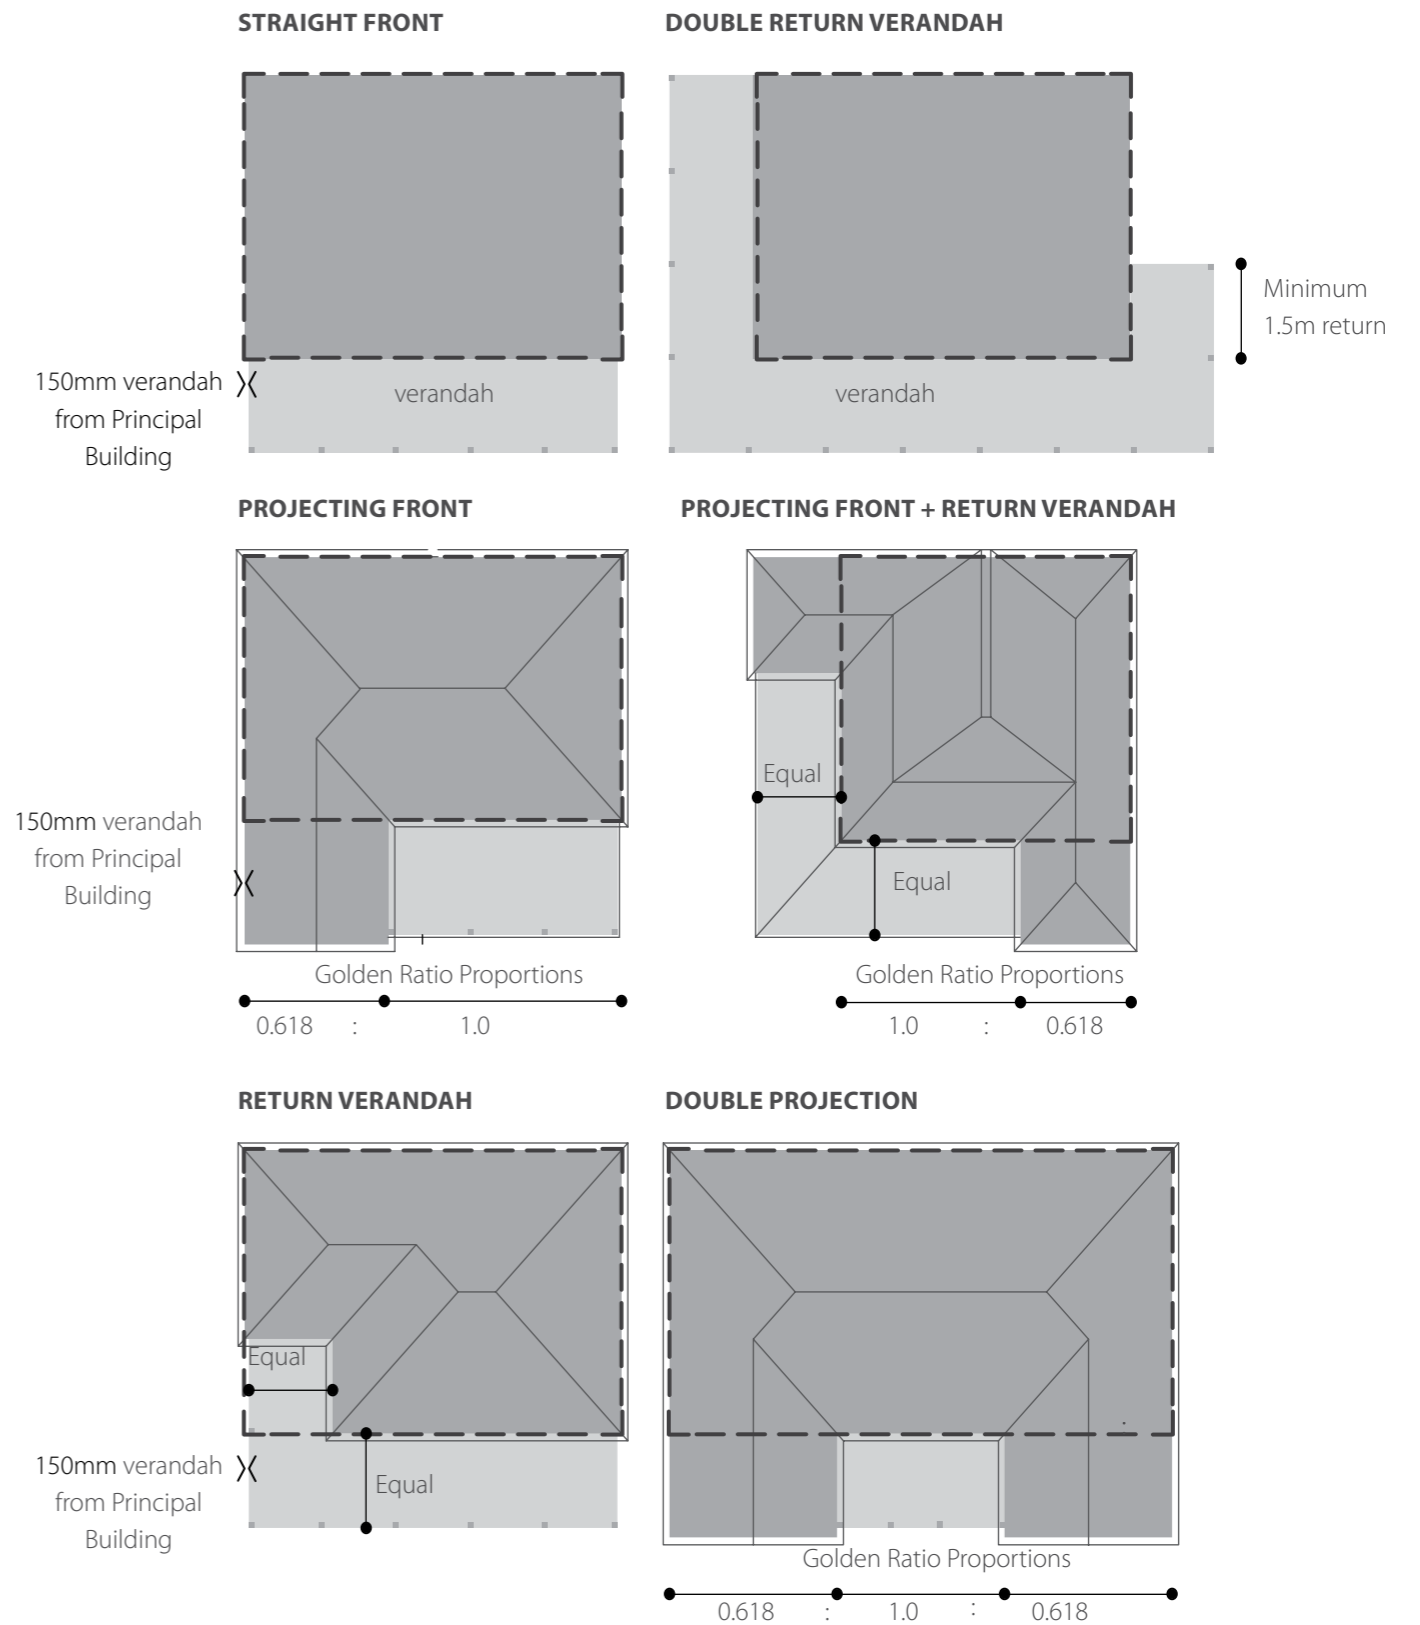 STRAIGHT FRONT
DOUBLE RETURN VERANDAH
Minimum
1.5m return
150mm verandah
from Principal
Building
verandah
verandah
PROJECTING FRONT
PROJECTING FRONT + RETURN VERANDAH
Equal
150mm verandah
from Principal
Building
Equal
Golden Ratio Proportions
0.618 : 1.0
Golden Ratio Proportions
1.0 : 0.618
RETURN VERANDAH
DOUBLE PROJECTION
Equal
150mm verandah
from Principal
Building
Equal
Golden Ratio Proportions
0.618 : 1.0 : 0.618